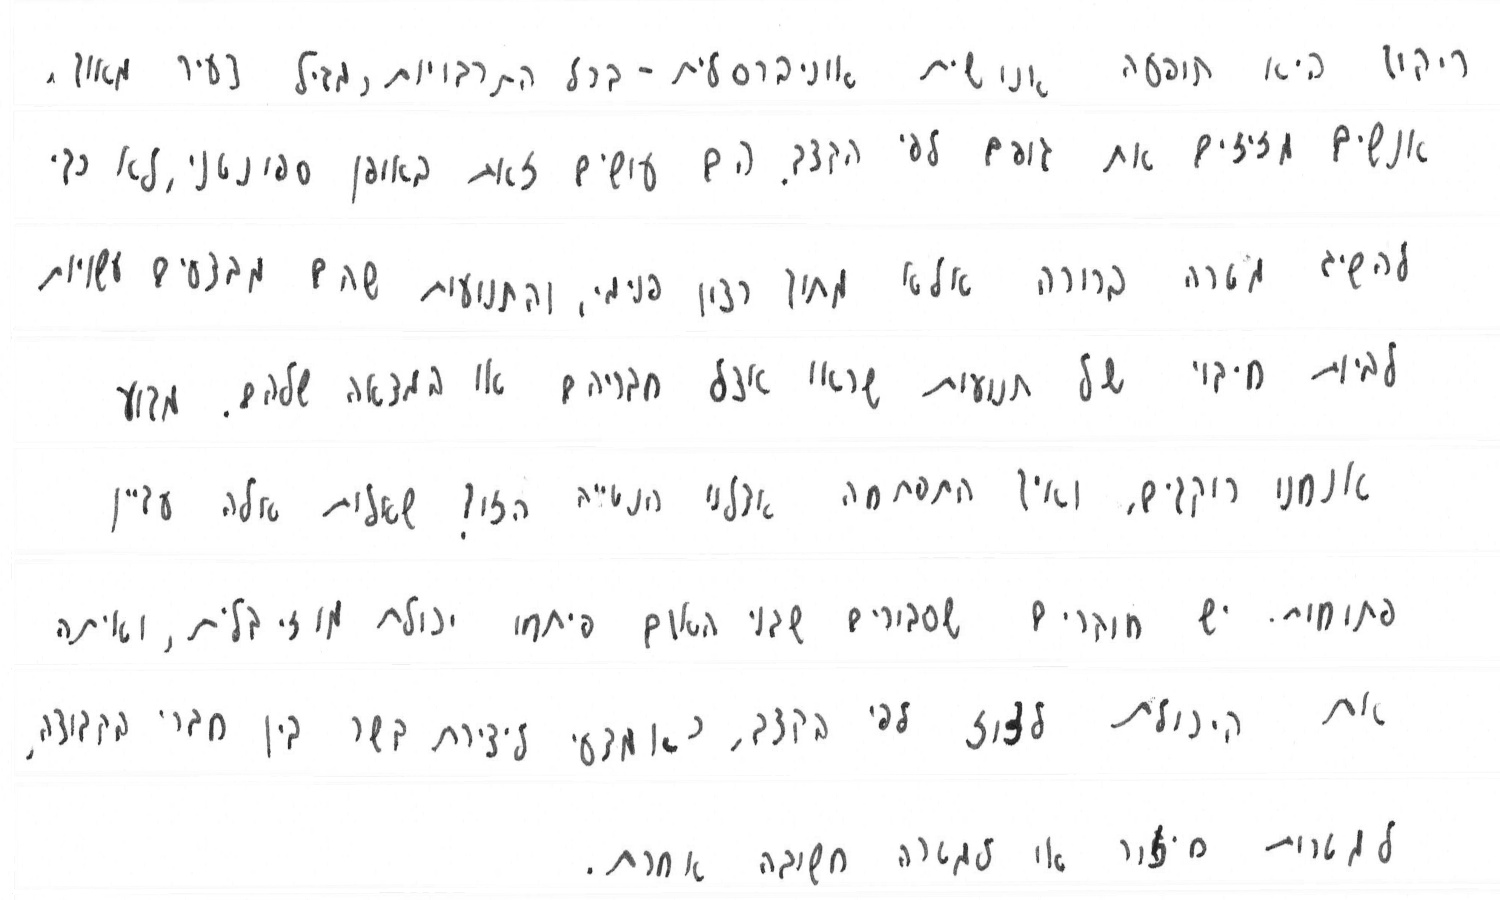 ריקוד היא תופעה אנושית אוניברסלית - בכל התרבויות, מגיל צעיר מאוד,
אנשים מזיזים את גופם לפי הקצב. הם עושים זאת באופן ספונטני, לא כדי
להשיג מטרה ברורה אלא מתוך רצון פנימי, והתנועות שהם מבצעים עשויות
להיות חיקוי של תנועות שראו אצל חבריהם או המצאה שלהם. מדוע
אנחנו רוקדים, ואיך התפתחה אצלנו הנטייה הזו? שאלות אלה עדיין
פתוחות. יש חוקרים שסבורים שבני האדם פיתחו יכולת מוזיקלית, ואיתה
את היכולת לזוז לפי הקצב, כאמצעי ליצירת קשר בין חברי הקבוצה,
למטרות חיזור או למטרה חשובה אחרת.